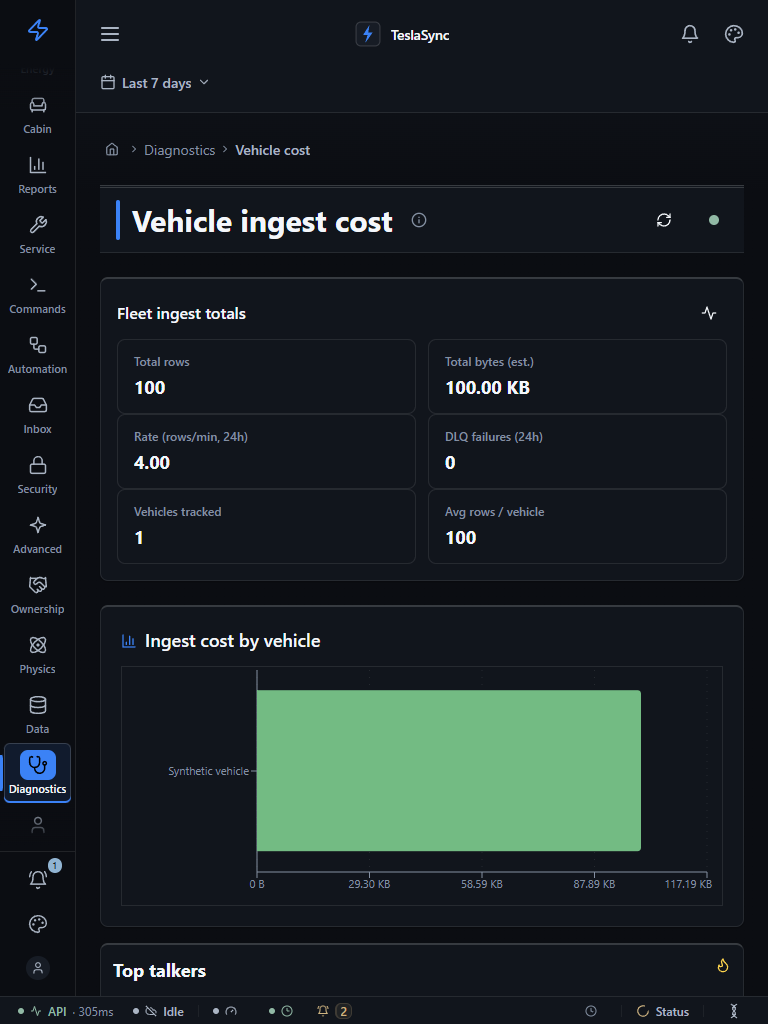 TeslaSync
Last 7 days
Energy
Cabin
Reports
Service
Commands
Automation
Inbox
Security
Advanced
Ownership
Physics
Data
Diagnostics
1
Diagnostics
Vehicle cost
Vehicle ingest cost
Fleet ingest totals
Total rows
100
Total bytes (est.)
100.00 KB
Rate (rows/min, 24h)
4.00
DLQ failures (24h)
0
Vehicles tracked
1
Avg rows / vehicle
100
Ingest cost by vehicle
Synthetic vehicle
0 B
29.30 KB
58.59 KB
87.89 KB
117.19 KB
Top talkers
API · 305ms
Idle
2
Status